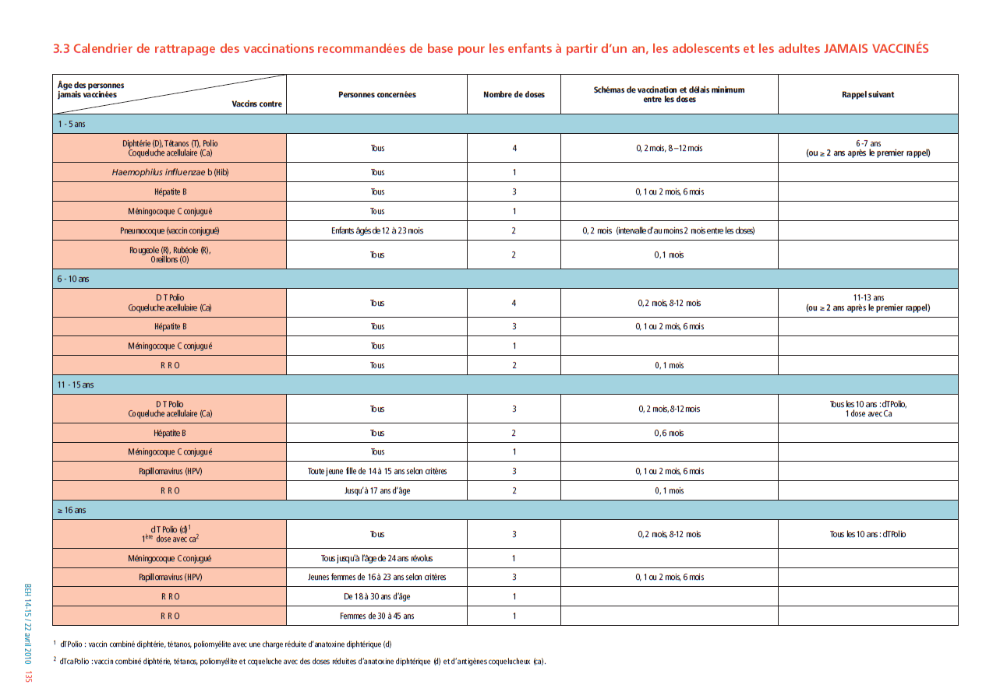 3.3 Calendrier de rattrapage des vaccinations recommandées de base pour les enfants à partir d'un an, les adolescents et les adultes JAMAIS VACCINÉS
Âge des personnes
jamais vaccinées
Vaccins contre
Personnes concernées
Nombre de doses
Schémas de vaccination et délais minimum
entre les doses
Rappel suivant
1 - 5 ans
Diphtérie (D), Tétanos (T), Polio
Coqueluche acellulaire (Ca)
Tous
4
0, 2 mois, 8 – 12 mois
6 -7 ans
(ou ≥ 2 ans après le premier rappel)
Haemophilus influenzae b (Hib)
Tous
1
Hépatite B
Tous
3
0, 1 ou 2 mois, 6 mois
Méningocoque C conjugué
Tous
1
Pneumocoque (vaccin conjugué)
Enfants âgés de 12 à 23 mois
2
0, 2 mois (intervalle d'au moins 2 mois entre les doses)
Rougeole (R), Rubéole (R),
Oreillons (O)
Tous
2
0, 1 mois
6 - 10 ans
D T Polio
Coqueluche acellulaire (Ca)
Tous
4
0, 2 mois, 8-12 mois
11-13 ans
(ou ≥ 2 ans après le premier rappel)
Hépatite B
Tous
3
0, 1 ou 2 mois, 6 mois
Méningocoque C conjugué
Tous
1
R R O
Tous
2
0, 1 mois
11 - 15 ans
D T Polio
Coqueluche acellulaire (Ca)
Tous
3
0, 2 mois, 8-12 mois
Tous les 10 ans : dTPolio,
1 dose avec Ca
Hépatite B
Tous
2
0, 6 mois
Méningocoque C conjugué
Tous
1
Papillomavirus (HPV)
Toute jeune fille de 14 à 15 ans selon critères
3
0, 1 ou 2 mois, 6 mois
R R O
Jusqu'à 17 ans d'âge
2
0, 1 mois
≥ 16 ans
d T Polio (d)1
1ère dose avec ca2
Tous
3
0, 2 mois, 8-12 mois
Tous les 10 ans : dTPolio
Méningocoque C conjugué
Tous jusqu'à l'âge de 24 ans révolus
1
Papillomavirus (HPV)
Jeunes femmes de 16 à 23 ans selon critères
3
0, 1 ou 2 mois, 6 mois
R R O
De 18 à 30 ans d'âge
1
R R O
Femmes de 30 à 45 ans
1
1 dTPolio : vaccin combiné diphtérie, tétanos, poliomyélite avec une charge réduite d'anatoxine diphtérique (d)
2 dTcaPolio : vaccin combiné diphtérie, tétanos, poliomyélite et coqueluche avec des doses réduites d'anatoxine diphtérique (d) et d'antigènes coquelucheux (ca).
BEH 14-15 / 22 avril 2010 135